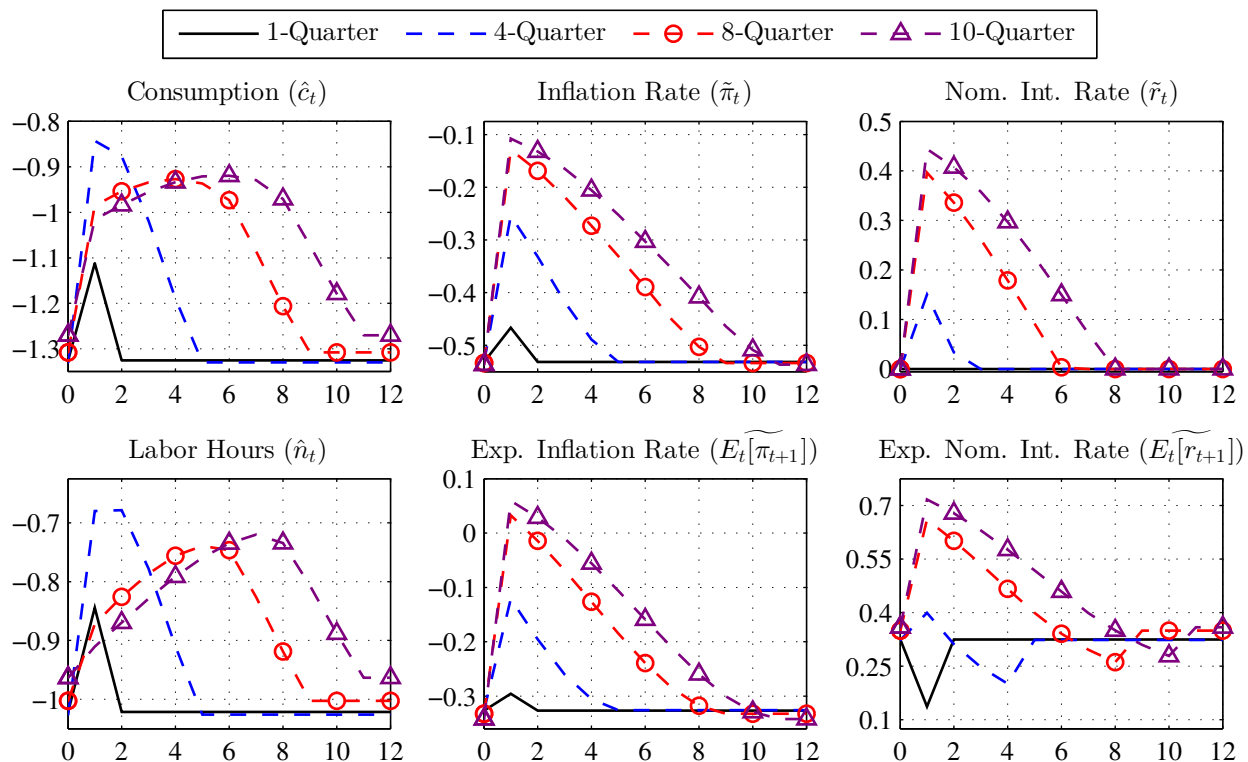 1-Quarter 4-Quarter 8-Quarter 10-Quarter
Consumption (ĉₜ)
−0.8
−0.9
−1
−1.1
−1.2
−1.3
0 2 4 6 8 10 12
Inflation Rate (π̃ₜ)
−0.1
−0.2
−0.3
−0.4
−0.5
0 2 4 6 8 10 12
Nom. Int. Rate (r̃ₜ)
0.5
0.4
0.3
0.2
0.1
0
0 2 4 6 8 10 12
Labor Hours (n̂ₜ)
−0.7
−0.8
−0.9
−1
0 2 4 6 8 10 12
Exp. Inflation Rate (Eₜ[π̃ₜ₊₁])
0.1
0
−0.1
−0.2
−0.3
0 2 4 6 8 10 12
Exp. Nom. Int. Rate (Eₜ[r̃ₜ₊₁])
0.7
0.55
0.4
0.25
0.1
0 2 4 6 8 10 12